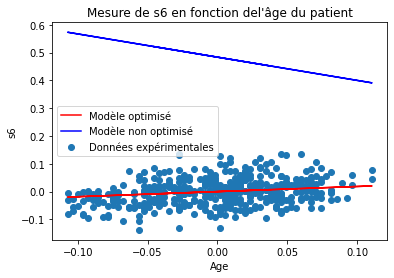 Mesure de s6 en fonction del'âge du patient
0.6
0.5
0.4
0.3
0.2
0.1
0.0
−0.1
s6
Modèle optimisé
Modèle non optimisé
Données expérimentales
−0.10
−0.05
0.00
0.05
0.10
Age